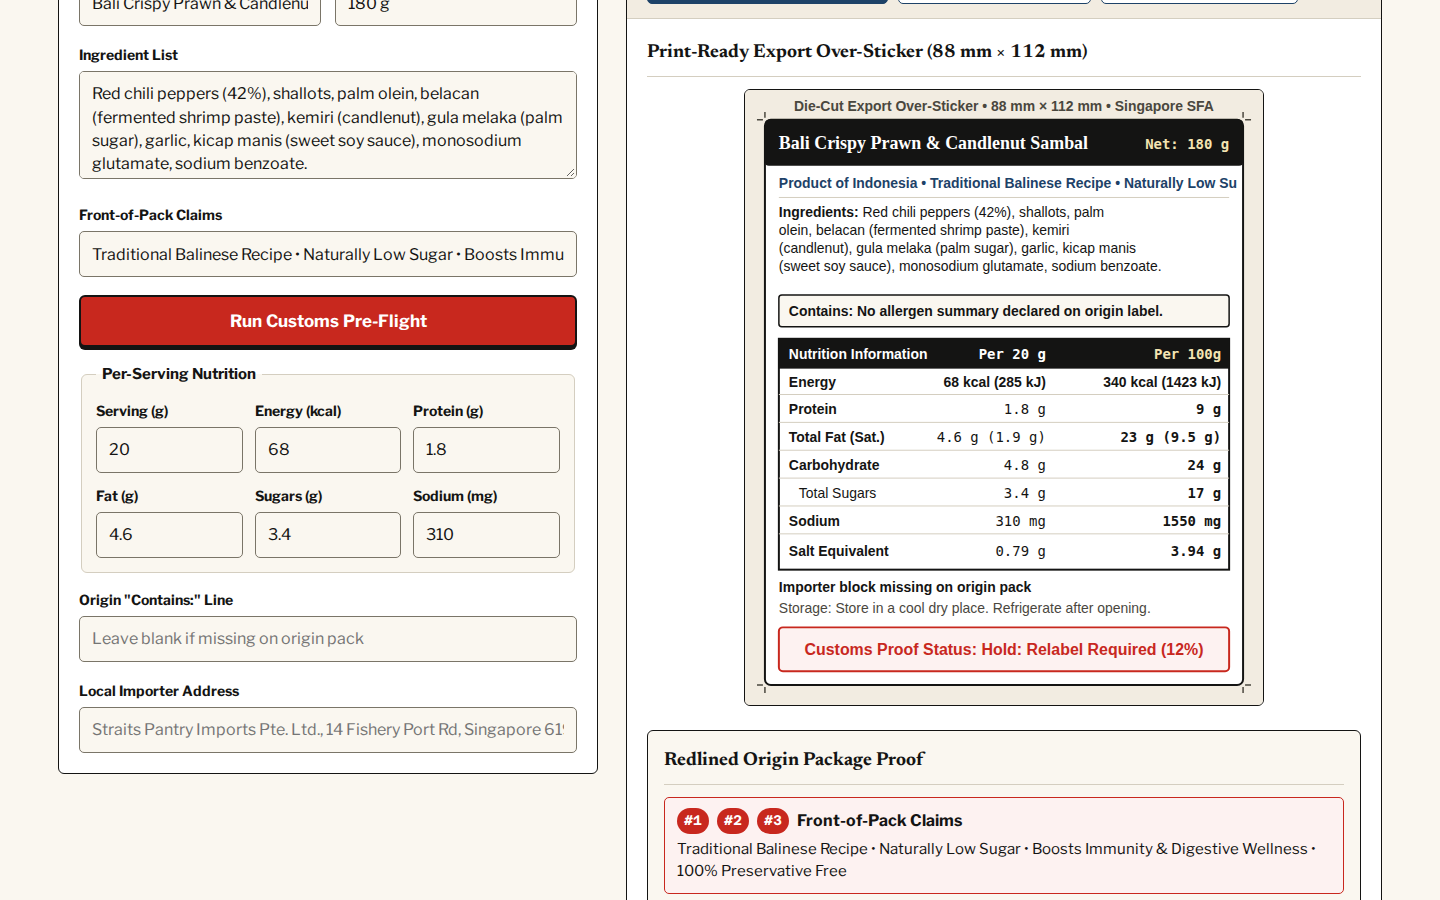 Bali Crispy Prawn & Candlenu
180 g
Ingredient List
Red chili peppers (42%), shallots, palm olein, belacan
(fermented shrimp paste), kemiri (candlenut), gula melaka (palm
sugar), garlic, kicap manis (sweet soy sauce), monosodium
glutamate, sodium benzoate.
Front-of-Pack Claims
Traditional Balinese Recipe • Naturally Low Sugar • Boosts Immu
Run Customs Pre-Flight
Per-Serving Nutrition
Serving (g)
Energy (kcal)
Protein (g)
20
68
1.8
Fat (g)
Sugars (g)
Sodium (mg)
4.6
3.4
310
Origin "Contains:" Line
Leave blank if missing on origin pack
Local Importer Address
Straits Pantry Imports Pte. Ltd., 14 Fishery Port Rd, Singapore 619
Print-Ready Export Over-Sticker (88 mm × 112 mm)
Die-Cut Export Over-Sticker • 88 mm × 112 mm • Singapore SFA
Bali Crispy Prawn & Candlenut Sambal
Net: 180 g
Product of Indonesia • Traditional Balinese Recipe • Naturally Low Su
Ingredients: Red chili peppers (42%), shallots, palm
olein, belacan (fermented shrimp paste), kemiri
(candlenut), gula melaka (palm sugar), garlic, kicap manis
(sweet soy sauce), monosodium glutamate, sodium benzoate.
Contains: No allergen summary declared on origin label.
Nutrition Information Per 20 g Per 100g
Energy 68 kcal (285 kJ) 340 kcal (1423 kJ)
Protein 1.8 g 9 g
Total Fat (Sat.) 4.6 g (1.9 g) 23 g (9.5 g)
Carbohydrate 4.8 g 24 g
Total Sugars 3.4 g 17 g
Sodium 310 mg 1550 mg
Salt Equivalent 0.79 g 3.94 g
Importer block missing on origin pack
Storage: Store in a cool dry place. Refrigerate after opening.
Customs Proof Status: Hold: Relabel Required (12%)
Redlined Origin Package Proof
#1 #2 #3 Front-of-Pack Claims
Traditional Balinese Recipe • Naturally Low Sugar • Boosts Immunity & Digestive Wellness •
100% Preservative Free